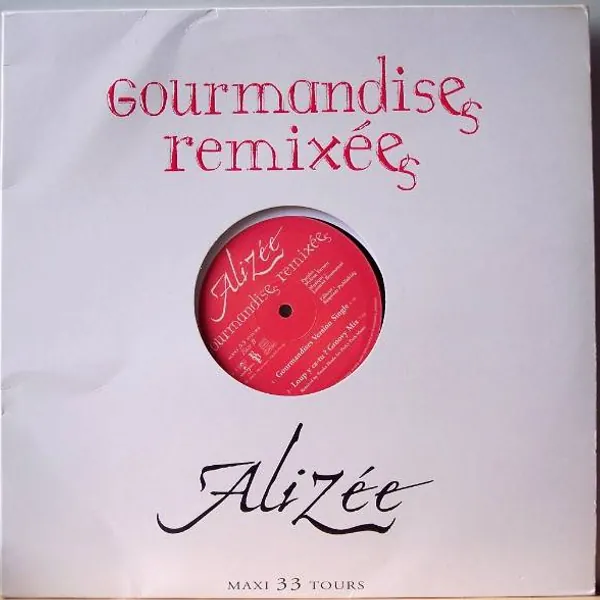 Gourmandises
remixées
Alizée
Gourmandises remixées
Gourmandises Version Single
Loup y es-tu ? Groovy Mix
Alizée
MAXI 33 TOURS